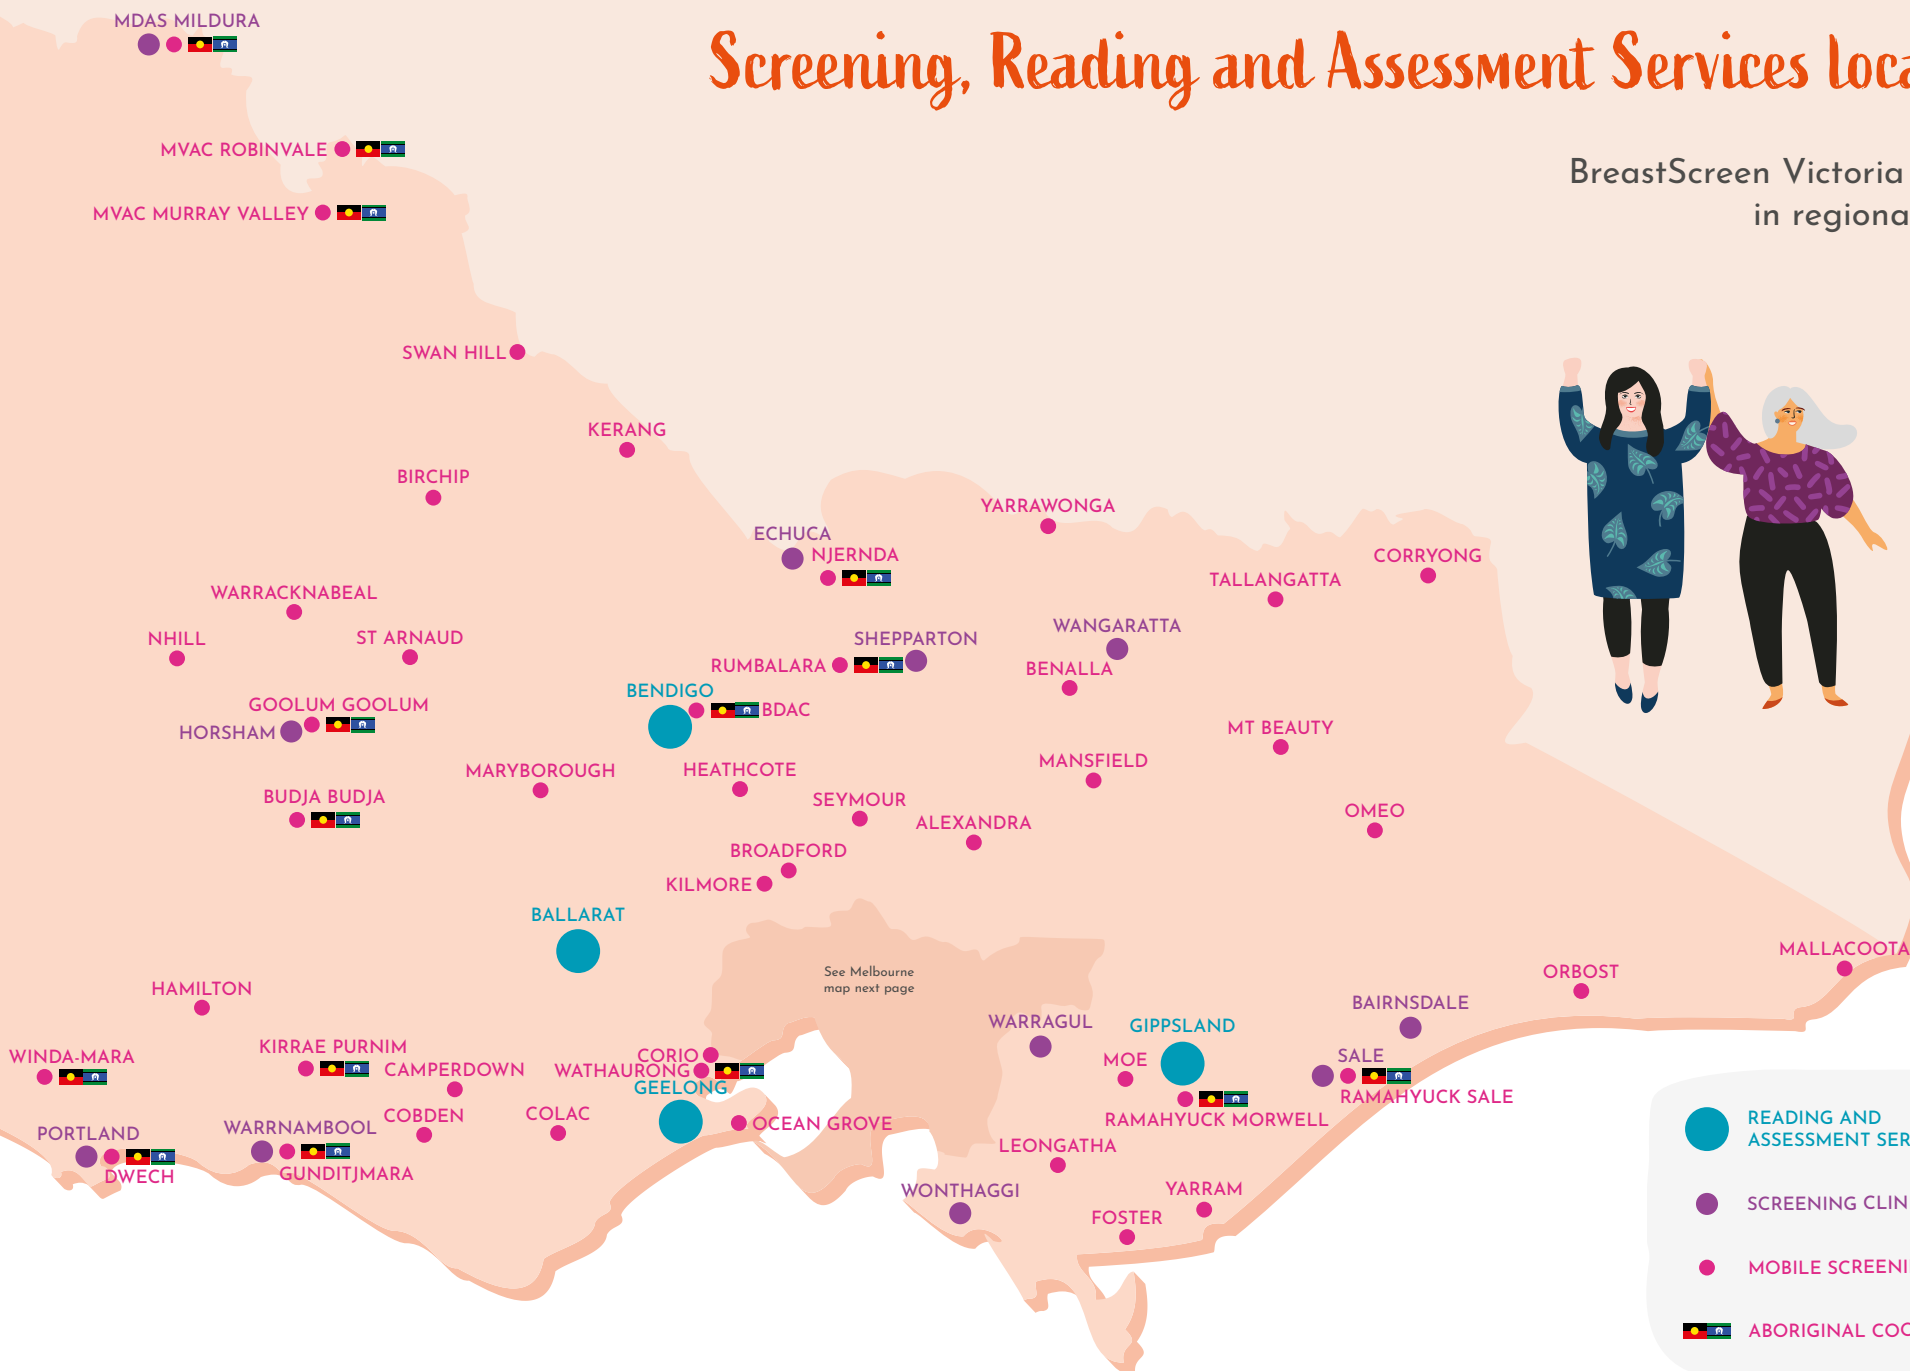 MDAS MILDURA
Screening, Reading and Assessment Services loca
MVAC ROBINVALE
BreastScreen Victoria
in regiona
MVAC MURRAY VALLEY
SWAN HILL
KERANG
BIRCHIP
YARRAWONGA
ECHUCA
NJERNDA
CORRYONG
TALLANGATTA
WARRACKNABEAL
WANGARATTA
NHILL
ST ARNAUD
SHEPPARTON
RUMBALARA
BENALLA
BENDIGO
BDAC
GOOLUM GOOLUM
HORSHAM
MT BEAUTY
MANSFIELD
MARYBOROUGH
HEATHCOTE
BUDJA BUDJA
SEYMOUR
OMEO
ALEXANDRA
BROADFORD
KILMORE
BALLARAT
MALLACOOTA
See Melbourne
map next page
ORBOST
HAMILTON
BAIRNSDALE
WARRAGUL
GIPPSLAND
KIRRAE PURNIM
WINDA-MARA
CORIO
SALE
MOE
CAMPERDOWN
WATHAURONG
GEELONG
RAMAHYUCK SALE
COBDEN
COLAC
OCEAN GROVE
RAMAHYUCK MORWELL
READING AND
ASSESSMENT SER
PORTLAND
WARRNAMBOOL
LEONGATHA
DWECH
GUNDITJMARA
WONTHAGGI
YARRAM
SCREENING CLIN
FOSTER
MOBILE SCREENI
ABORIGINAL COO